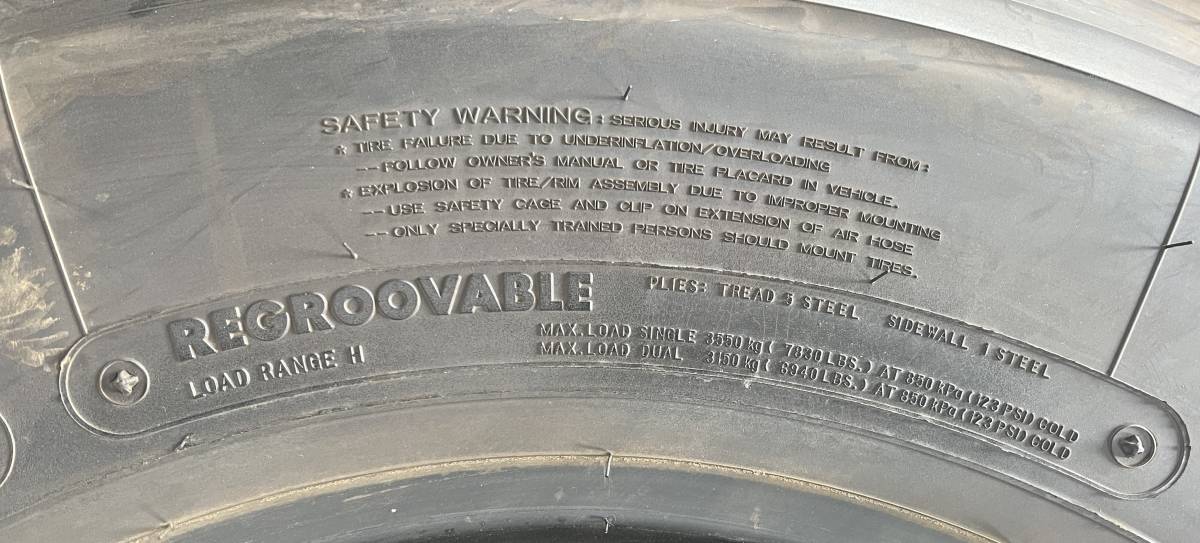 SAFETY WARNING: SERIOUS INJURY MAY RESULT FROM:
* TIRE FAILURE DUE TO UNDERINFLATION/OVERLOADING
--FOLLOW OWNER'S MANUAL OR TIRE PLACARD IN VEHICLE.
* EXPLOSION OF TIRE/RIM ASSEMBLY DUE TO IMPROPER MOUNTING
--USE SAFETY CAGE AND CLIP ON EXTENSION OF AIR HOSE
--ONLY SPECIALLY TRAINED PERSONS SHOULD MOUNT TIRES.
REGROOVABLE
LOAD RANGE H
PLIES: TREAD 5 STEEL SIDEWALL 1 STEEL
MAX.LOAD SINGLE 3550 kg ( 7830 LBS.) AT 850 kPa (123 PSI) COLD
MAX.LOAD DUAL 3150 kg ( 6940 LBS.) AT 850 kPa (123 PSI) COLD